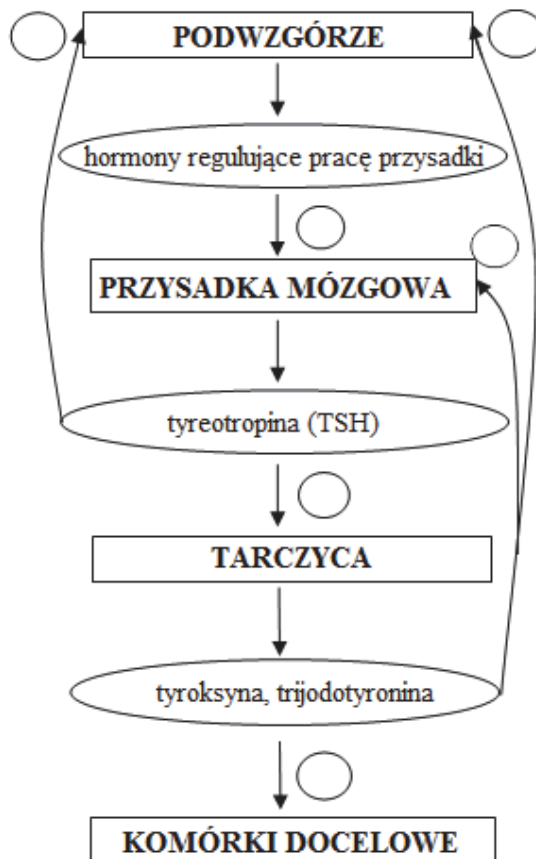 PODWZGÓRZE
hormony regulujące pracę przysadki
PRZYSADKA MÓZGOWA
tyreotropina (TSH)
TARCZYCA
tyroksyna, trijodotyronina
KOMÓRKI DOCELOWE